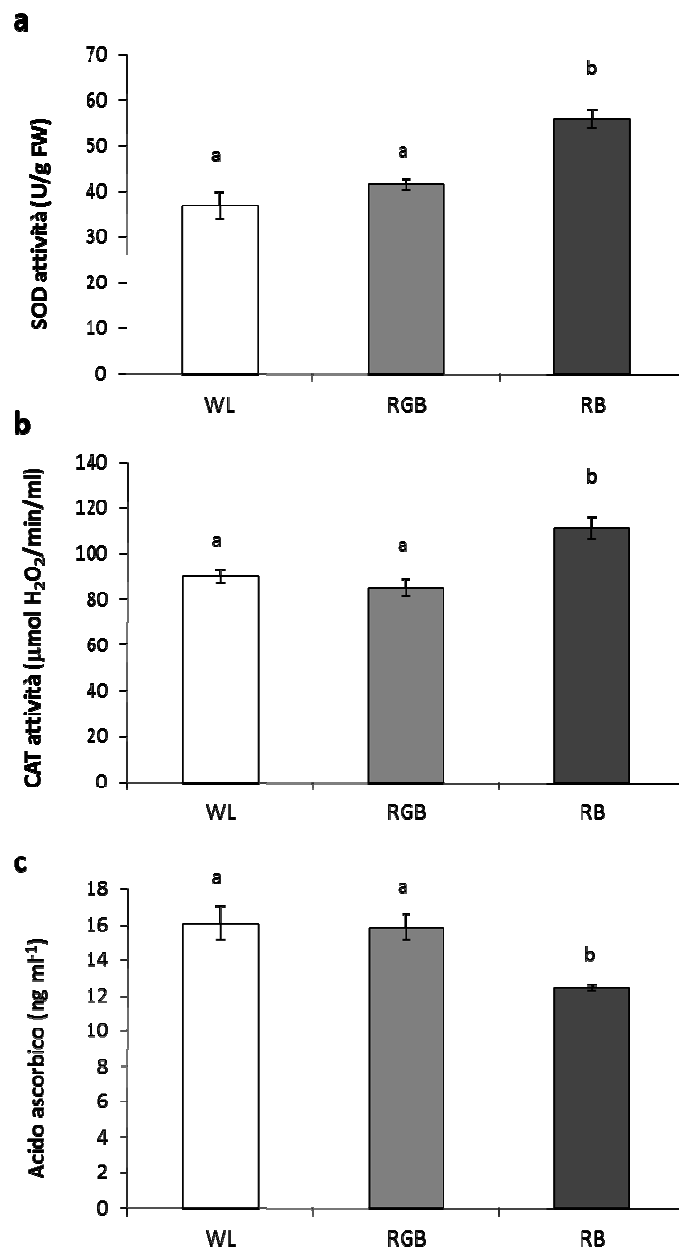 a
SOD attività (U/g FW)
70
60
50
40
30
20
10
0
a
a
b
WL
RGB
RB
b
CAT attività (µmol H₂O₂/min/ml)
140
120
100
80
60
40
20
0
a
a
b
WL
RGB
RB
c
Acido ascorbico (ng ml⁻¹)
18
16
14
12
10
8
6
4
2
0
a
a
b
WL
RGB
RB